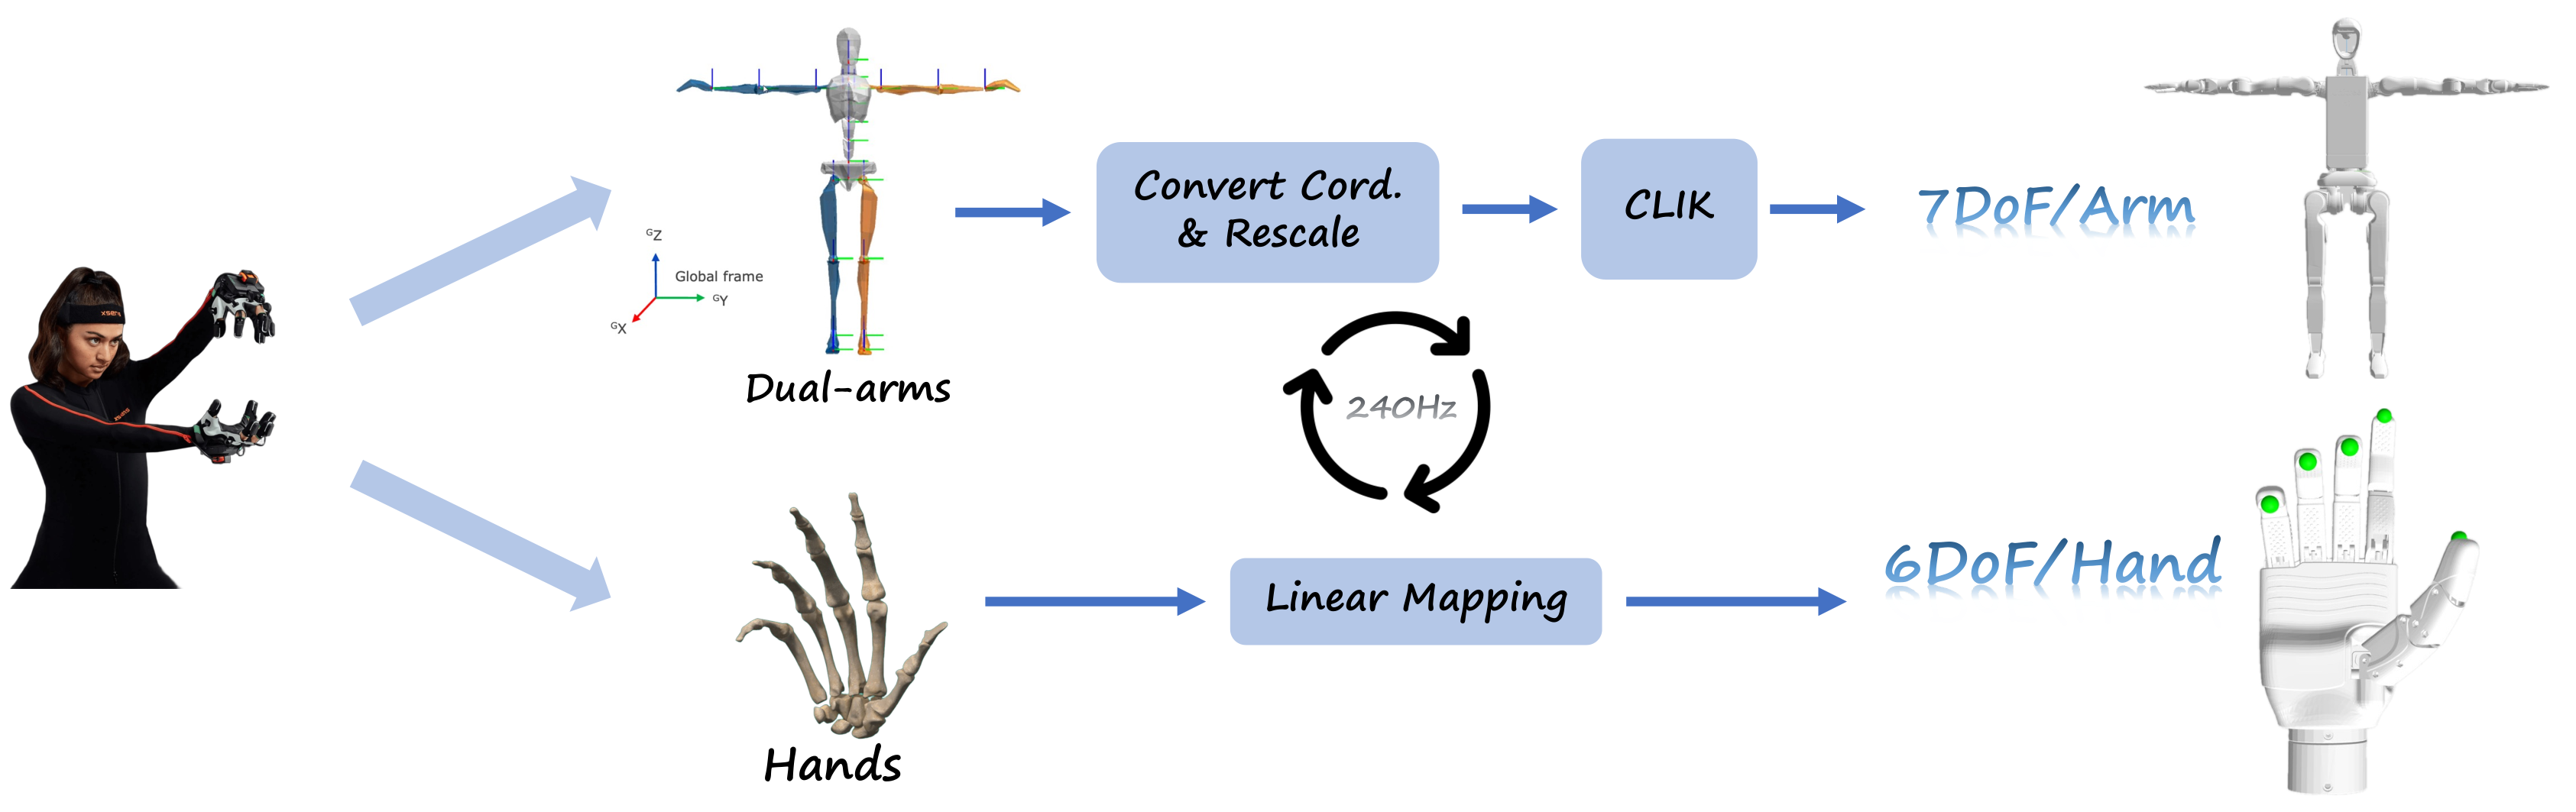 GZ
Global frame
GY
GX
Dual-arms
Convert Cord.
& Rescale
CLIK
7DoF/Arm
xsens
240Hz
Hands
Linear Mapping
6DoF/Hand